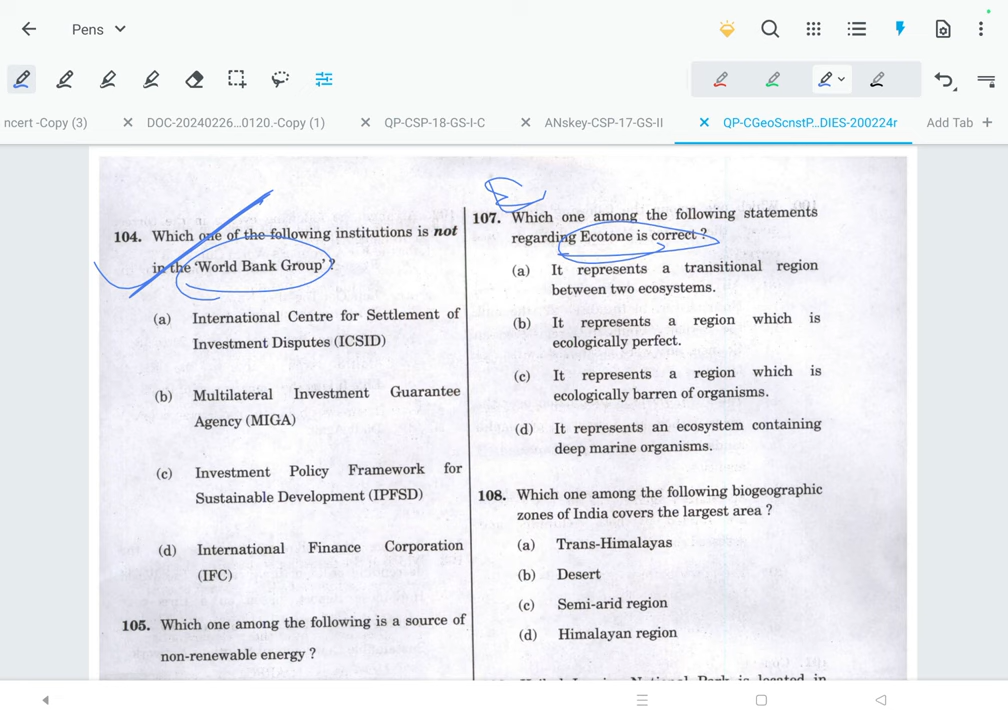 Pens
ncert -Copy (3)
DOC-20240226...0120.-Copy (1)
QP-CSP-18-GS-I-C
ANskey-CSP-17-GS-II
QP-CGeoScnstP...DIES-200224r
Add Tab +
104. Which one of the following institutions is not
in the 'World Bank Group'?
(a) International Centre for Settlement of
Investment Disputes (ICSID)
(b) Multilateral Investment Guarantee
Agency (MIGA)
(c) Investment Policy Framework for
Sustainable Development (IPFSD)
(d) International Finance Corporation
(IFC)
105. Which one among the following is a source of
non-renewable energy ?
107. Which one among the following statements
regarding Ecotone is correct ?
(a) It represents a transitional region
between two ecosystems.
(b) It represents a region which is
ecologically perfect.
(c) It represents a region which is
ecologically barren of organisms.
(d) It represents an ecosystem containing
deep marine organisms.
108. Which one among the following biogeographic
zones of India covers the largest area ?
(a) Trans-Himalayas
(b) Desert
(c) Semi-arid region
(d) Himalayan region